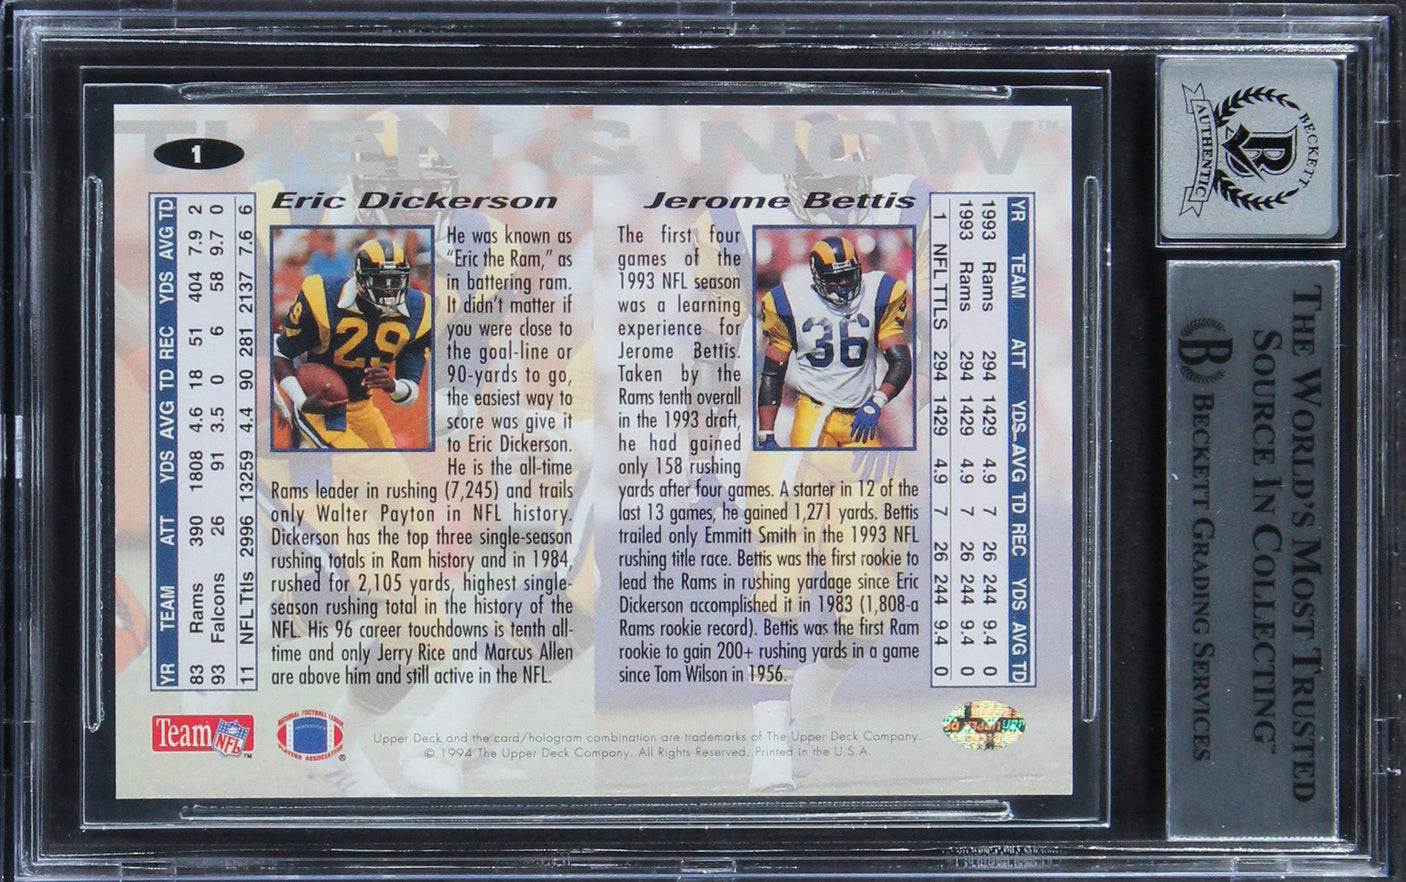 THEN & NOW™
1
Eric Dickerson
He was known as
"Eric the Ram," as
in battering ram.
It didn't matter if
you were close to
the goal-line or
90-yards to go,
the easiest way to
score was give it
to Eric Dickerson.
He is the all-time
Rams leader in rushing (7,245) and trails
only Walter Payton in NFL history.
Dickerson has the top three single-season
rushing totals in Ram history and in 1984,
rushed for 2,105 yards, highest single-
season rushing total in the history of the
NFL. His 96 career touchdowns is tenth all-
time and only Jerry Rice and Marcus Allen
are above him and still active in the NFL.
YR TEAM ATT YDS AVG TD REC YDS AVG TD
83 Rams 390 1808 4.6 18 51 404 7.9 2
93 Falcons 26 91 3.5 0 6 58 9.7 0
11 NFL Ttls 2996 13259 4.4 90 281 2137 7.6 6
29
Jerome Bettis
The first four
games of the
1993 NFL season
was a learning
experience for
Jerome Bettis.
Taken by the
Rams tenth overall
in the 1993 draft,
he had gained
only 158 rushing
yards after four games. A starter in 12 of the
last 13 games, he gained 1,271 yards. Bettis
trailed only Emmitt Smith in the 1993 NFL
rushing title race. Bettis was the first rookie to
lead the Rams in rushing yardage since Eric
Dickerson accomplished it in 1983 (1,808-a
Rams rookie record). Bettis was the first Ram
rookie to gain 200+ rushing yards in a game
since Tom Wilson in 1956.
36
YR TEAM ATT YDS AVG TD REC YDS AVG TD
1993 Rams 294 1429 4.9 7 26 244 9.4 0
1993 Rams 294 1429 4.9 7 26 244 9.4 0
1 NFL TTLS 294 1429 4.9 7 26 244 9.4 0
Team NFL™
NATIONAL FOOTBALL LEAGUE
PLAYERS ASSOCIATION ®
Upper Deck and the card/hologram combination are trademarks of The Upper Deck Company.
© 1994 The Upper Deck Company. All Rights Reserved. Printed in the U.S.A.
BECKETT
AUTHENTIC
B
THE WORLD'S MOST TRUSTED
SOURCE IN COLLECTING™
B BECKETT GRADING SERVICES